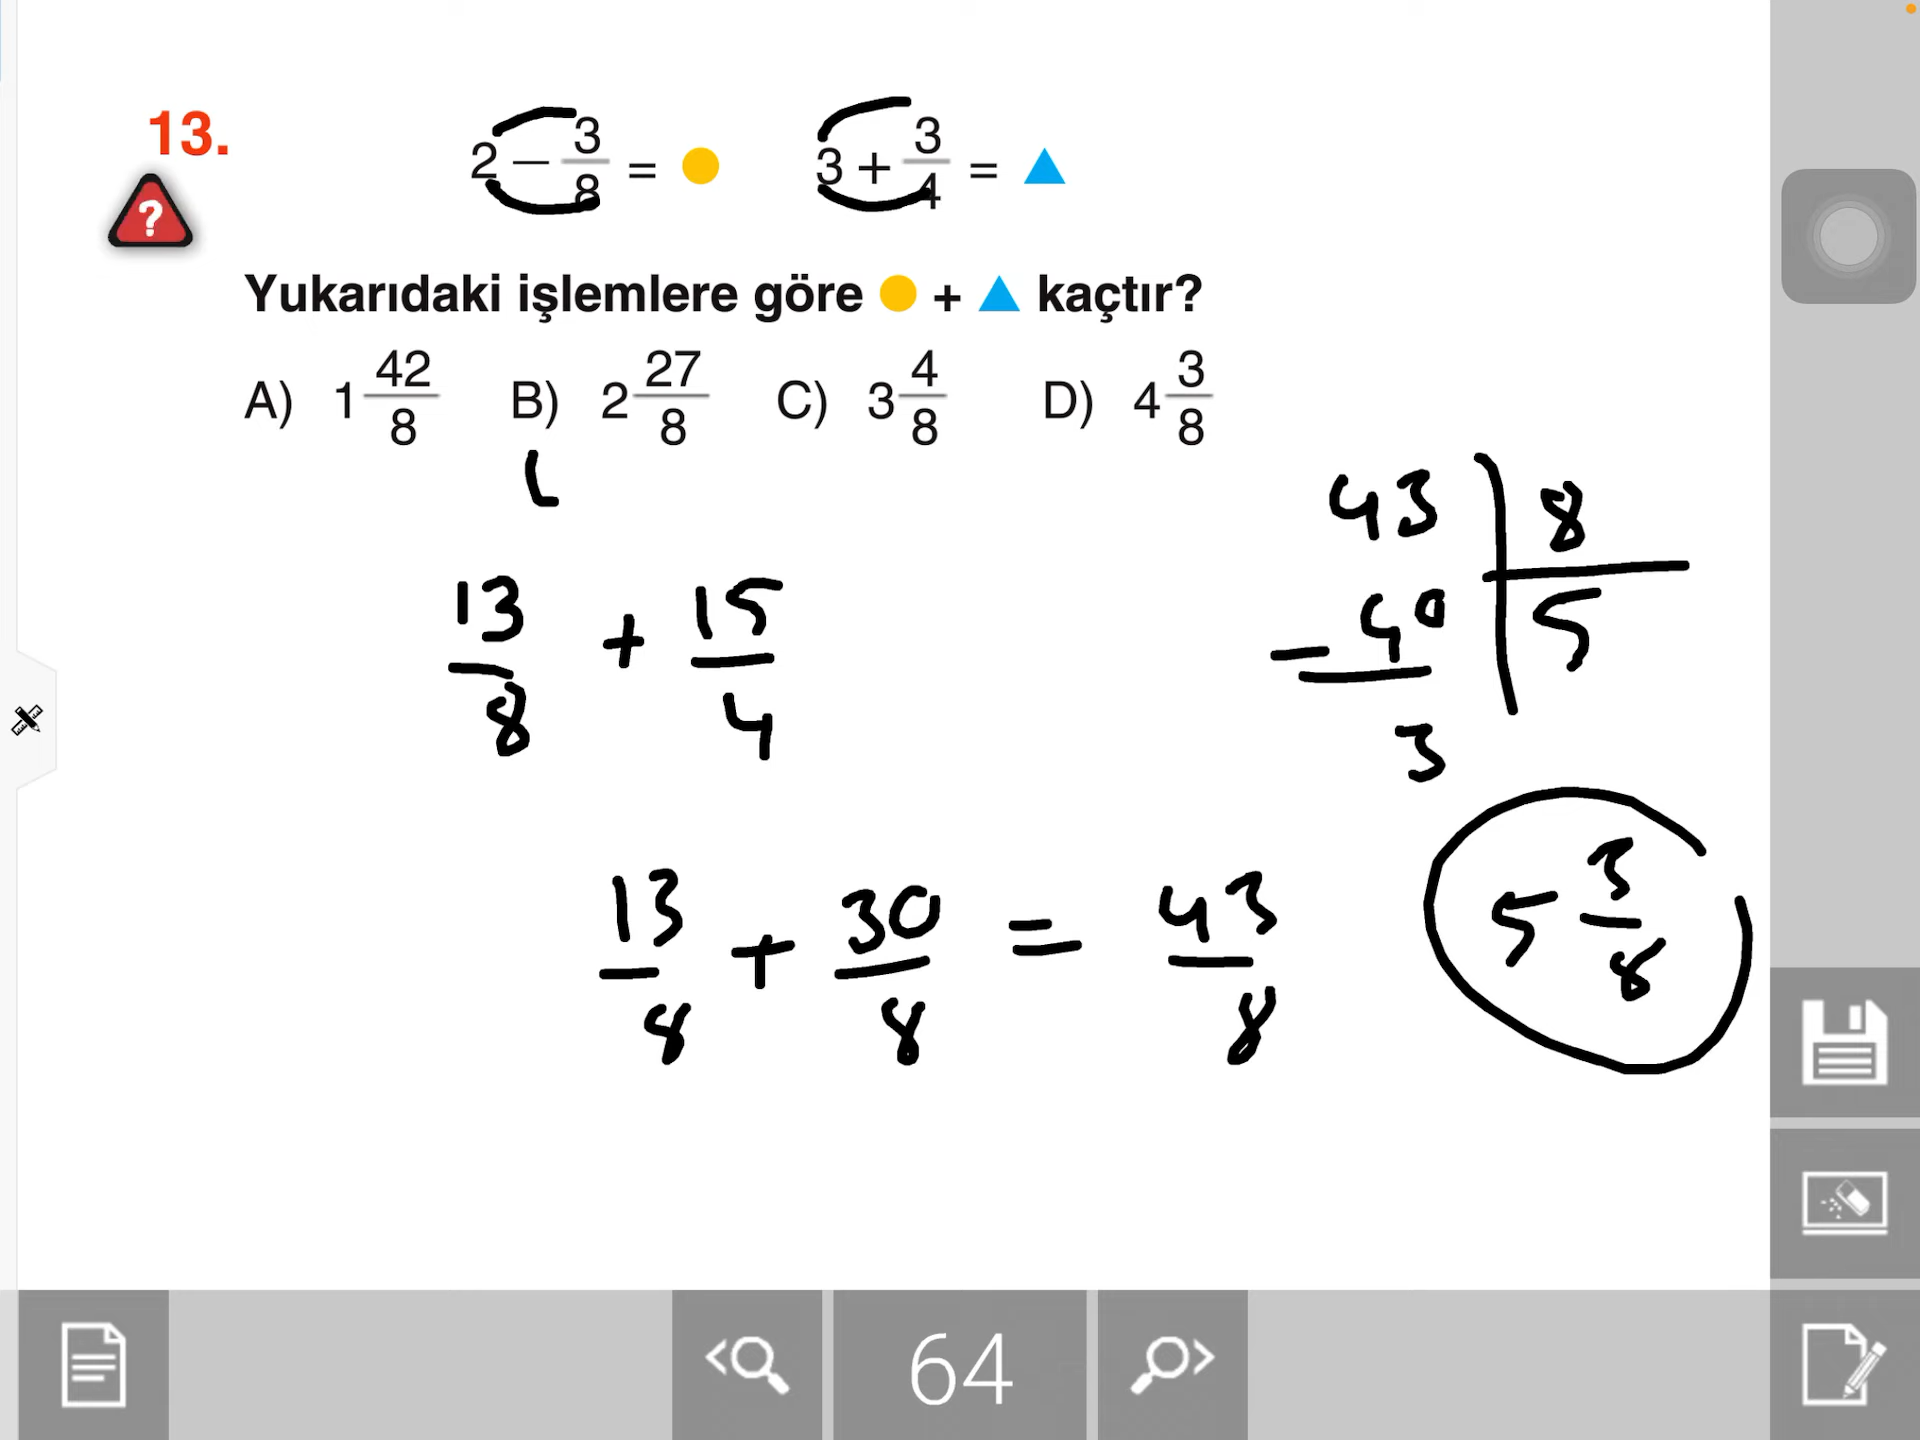 13.
2 − 3/8 = 3 + 3/4 =
?
Yukarıdaki işlemlere göre + kaçtır?
A) 1 42/8 B) 2 27/8 C) 3 4/8 D) 4 3/8
13/8 + 15/4
43 8
− 40 5
3
13/8 + 30/8 = 43/8
5 3/8
64